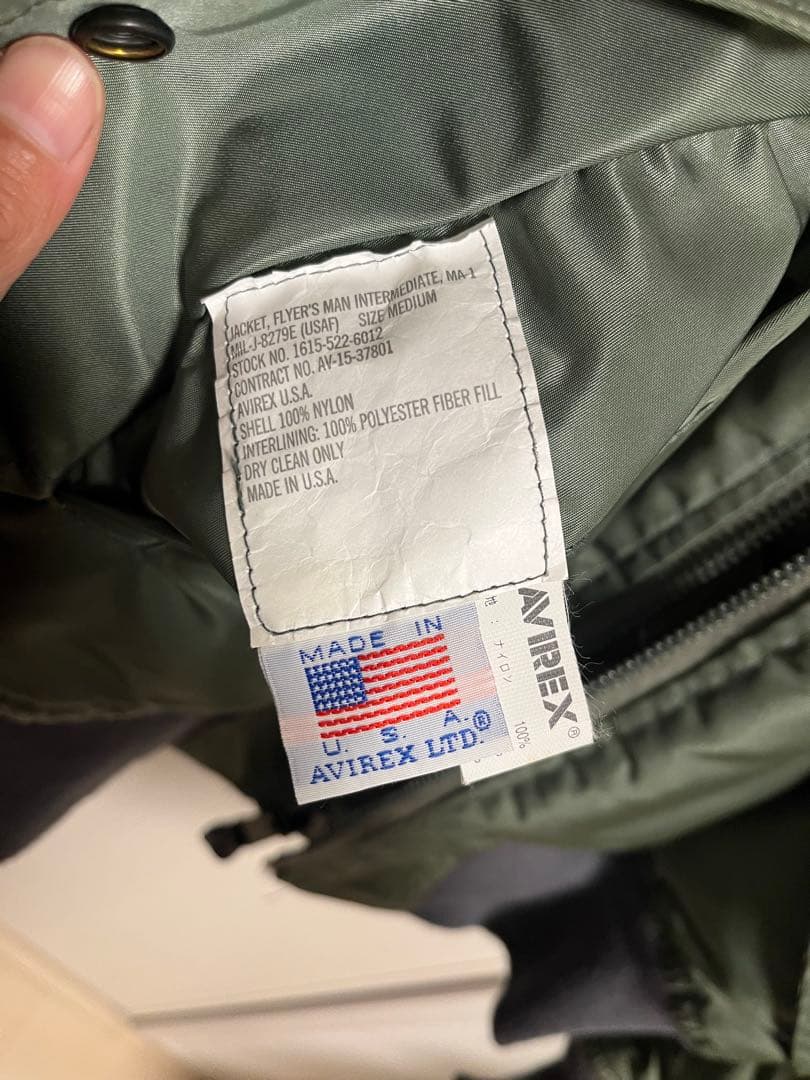 JACKET, FLYER'S MAN INTERMEDIATE, MA-1
MIL-J-8279E (USAF) SIZE MEDIUM
STOCK NO. 1615-522-6012
CONTRACT NO. AY-15-37801
AVIREX U.S.A.
SHELL 100% NYLON
INTERLINING: 100% POLYESTER FIBER FILL
DRY CLEAN ONLY
MADE IN U.S.A.
MADE IN
U. S. A.
AVIREX LTD.®
AVIREX®
地 : ナイロン 100%